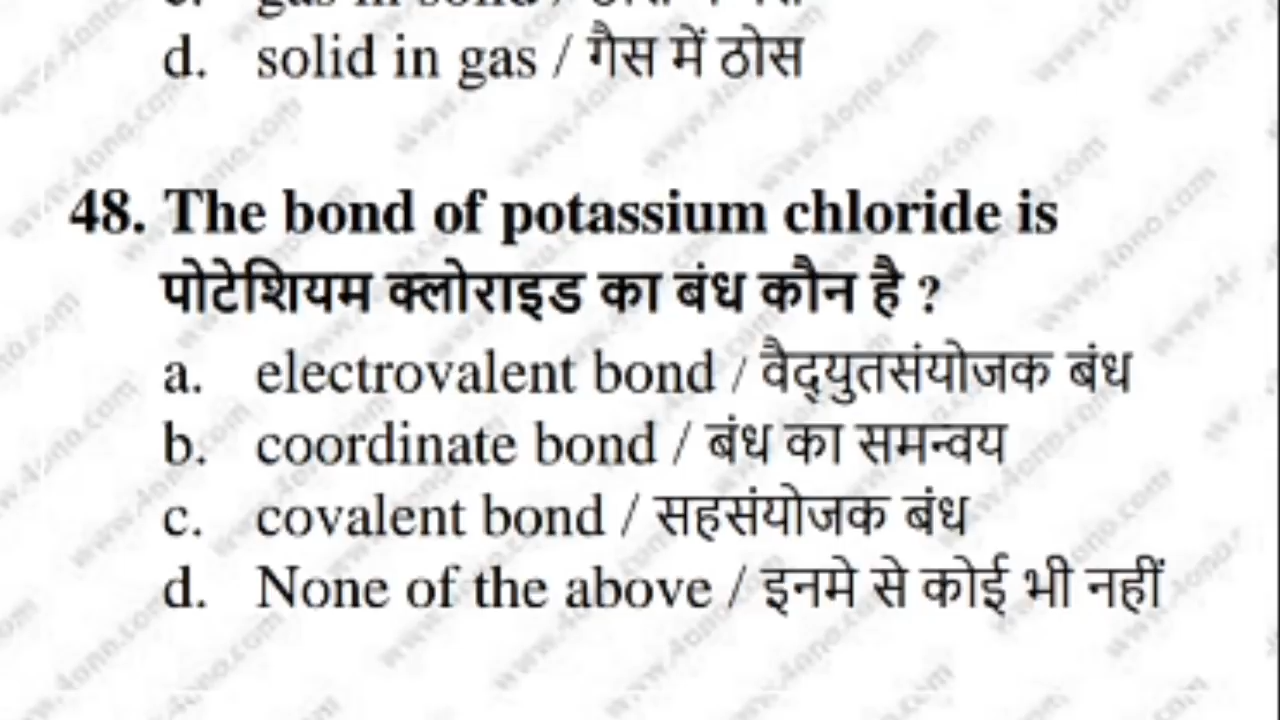 d. solid in gas / गैस में ठोस
48. The bond of potassium chloride is
पोटेशियम क्लोराइड का बंध कौन है ?
a. electrovalent bond / वैद्युतसंयोजक बंध
b. coordinate bond / बंध का समन्वय
c. covalent bond / सहसंयोजक बंध
d. None of the above / इनमे से कोई भी नहीं